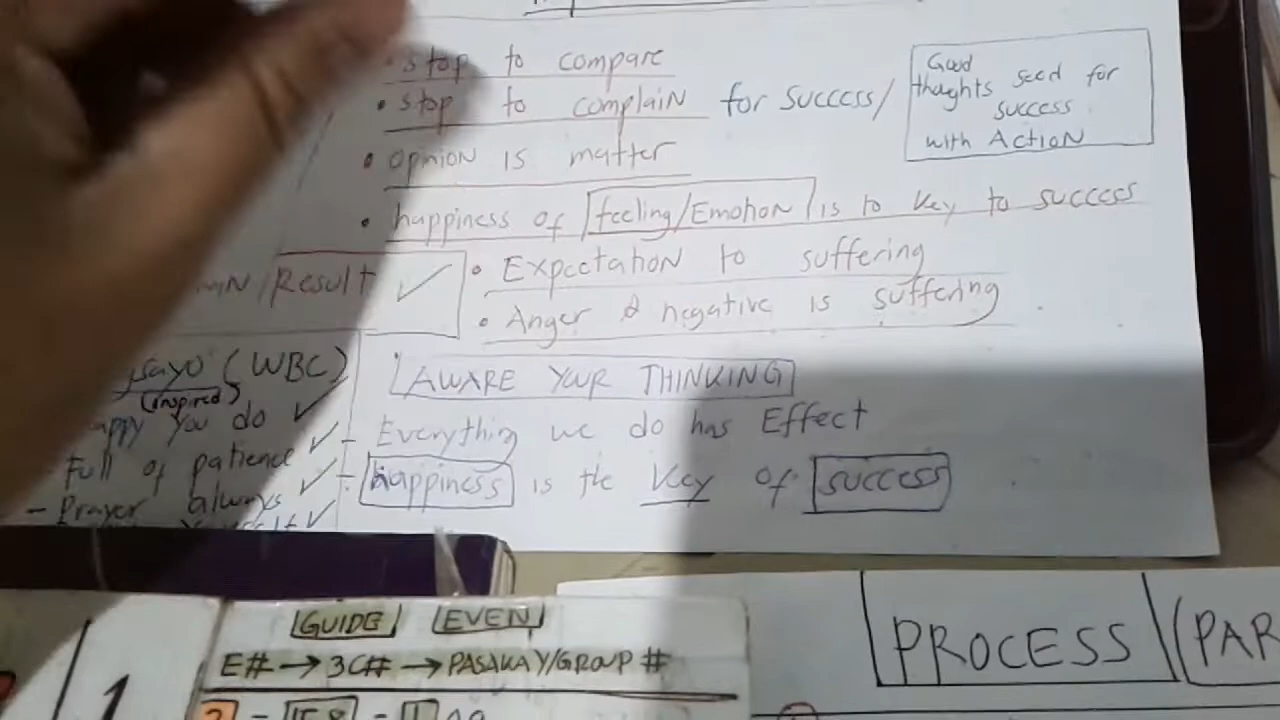 • stop to compare
• stop to complain for success/
Good thoughts seed for success with Action
• opinion is matter
• happiness of feeling/Emotion is to key to success
/Result ✓
• Expectation to suffering
• Anger & negative is suffering
(WBC)
(inspired)
you do ✓
Full of patience ✓
- Prayer always ✓
AWARE YOUR THINKING
- Everything we do has Effect
- happiness is the key of success
GUIDE EVEN
E# → 3C# → PASAKAY/GROUP #
1
PROCESS (PAR